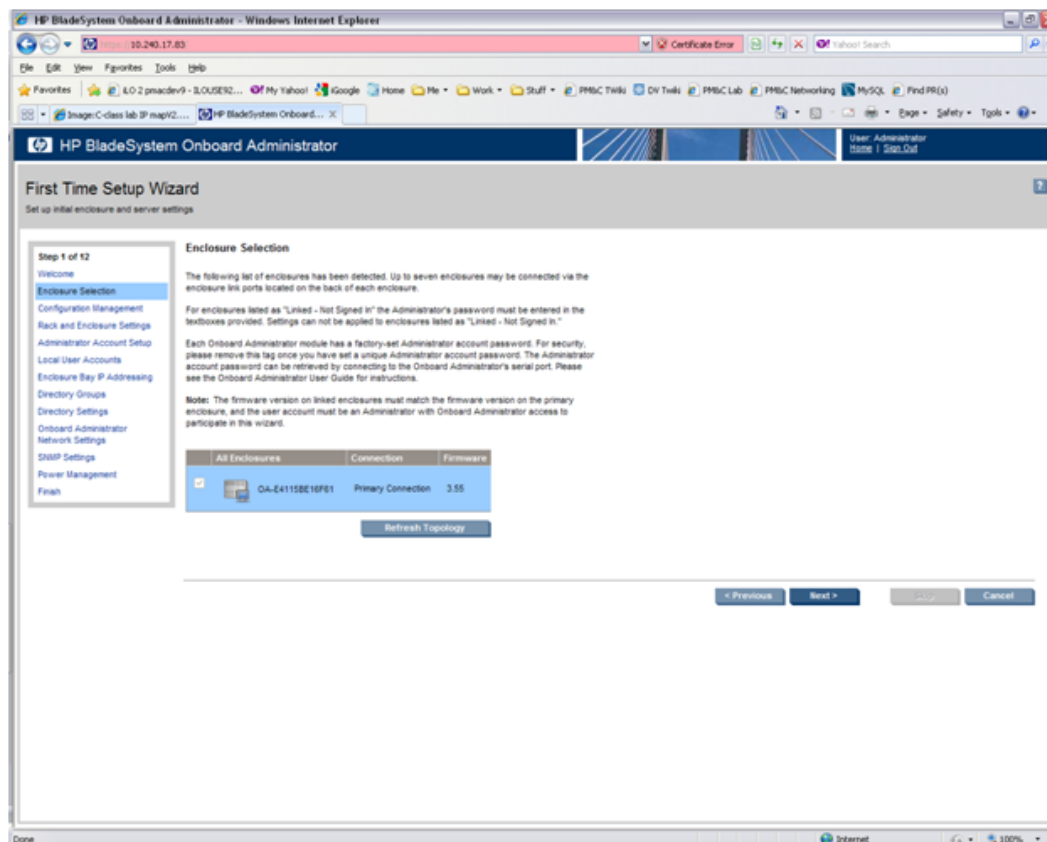 HP BladeSystem Onboard Administrator - Windows Internet Explorer
10.240.17.83
Certificate Error
Yahoo! Search
File Edit View Favorites Tools Help
Favorites iLO 2 pmacdev9 - ILOUSE92... My Yahoo! iGoogle Home Me Work Stuff PM&C TWiki DV Twiki PM&C Lab PM&C Networking MySQL Find PR(s)
Image:C-class lab IP mapV2.... HP BladeSystem Onboard... X
Page Safety Tools
HP BladeSystem Onboard Administrator
User: Administrator
Home | Sign Out
First Time Setup Wizard
Set up initial enclosure and server settings
Step 1 of 12
Welcome
Enclosure Selection
Configuration Management
Rack and Enclosure Settings
Administrator Account Setup
Local User Accounts
Enclosure Bay IP Addressing
Directory Groups
Directory Settings
Onboard Administrator
Network Settings
SNMP Settings
Power Management
Finish
Enclosure Selection
The following list of enclosures has been detected. Up to seven enclosures may be connected via the
enclosure link ports located on the back of each enclosure.
For enclosures listed as "Linked - Not Signed In" the Administrator's password must be entered in the
textboxes provided. Settings can not be applied to enclosures listed as "Linked - Not Signed In."
Each Onboard Administrator module has a factory-set Administrator account password. For security,
please remove this tag once you have set a unique Administrator account password. The Administrator
account password can be retrieved by connecting to the Onboard Administrator's serial port. Please
see the Onboard Administrator User Guide for instructions.
Note: The firmware version on linked enclosures must match the firmware version on the primary
enclosure, and the user account must be an Administrator with Onboard Administrator access to
participate in this wizard.
All Enclosures Connection Firmware
OA-E4115BE16F61 Primary Connection 3.55
Refresh Topology
< Previous Next > Skip Cancel
Done
Internet
100%